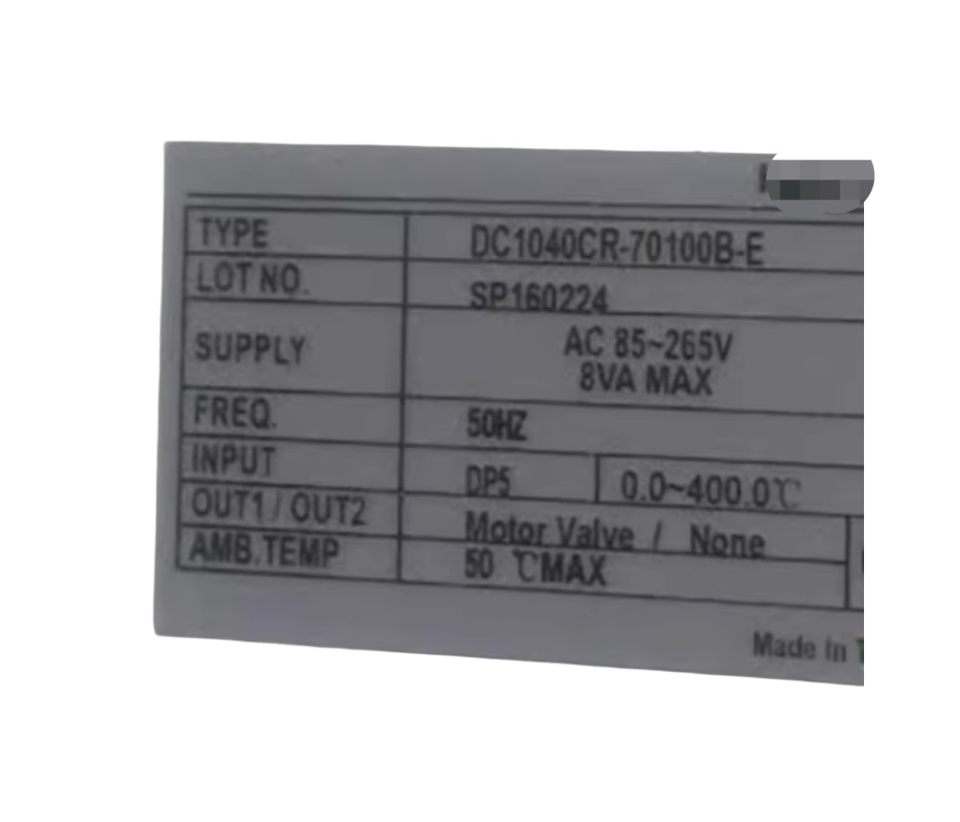 TYPE DC1040CR-70100B-E
LOT NO. SP160224
SUPPLY AC 85~265V
8VA MAX
FREQ. 50HZ
INPUT DP5 0.0~400.0℃
OUT1 / OUT2 Motor Valve / None
AMB.TEMP 50 ℃MAX
Made in